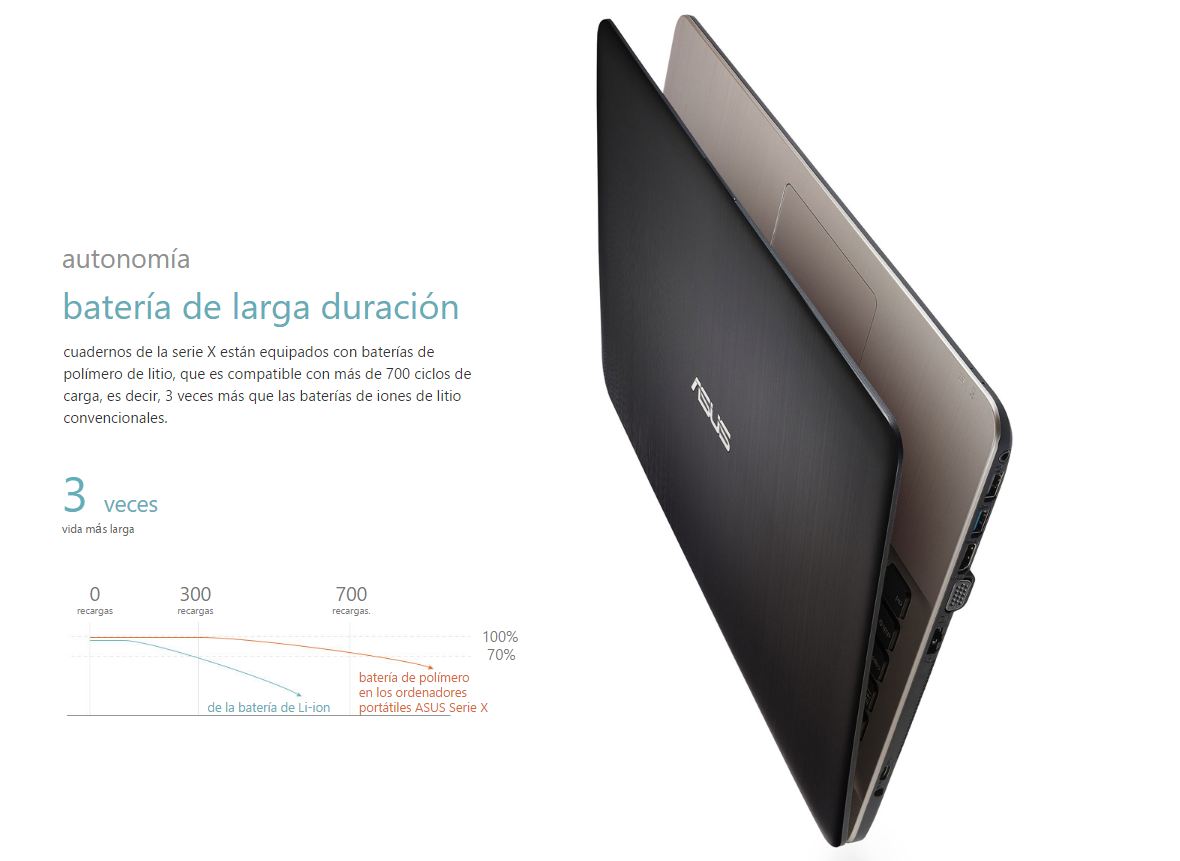 autonomía
batería de larga duración
cuadernos de la serie X están equipados con baterías de
polímero de litio, que es compatible con más de 700 ciclos de
carga, es decir, 3 veces más que las baterías de iones de litio
convencionales.
3 veces
vida más larga
0 300 700
recargas recargas recargas.
100%
70%
batería de polímero
en los ordenadores
de la batería de Li-ion portátiles ASUS Serie X
ASUS